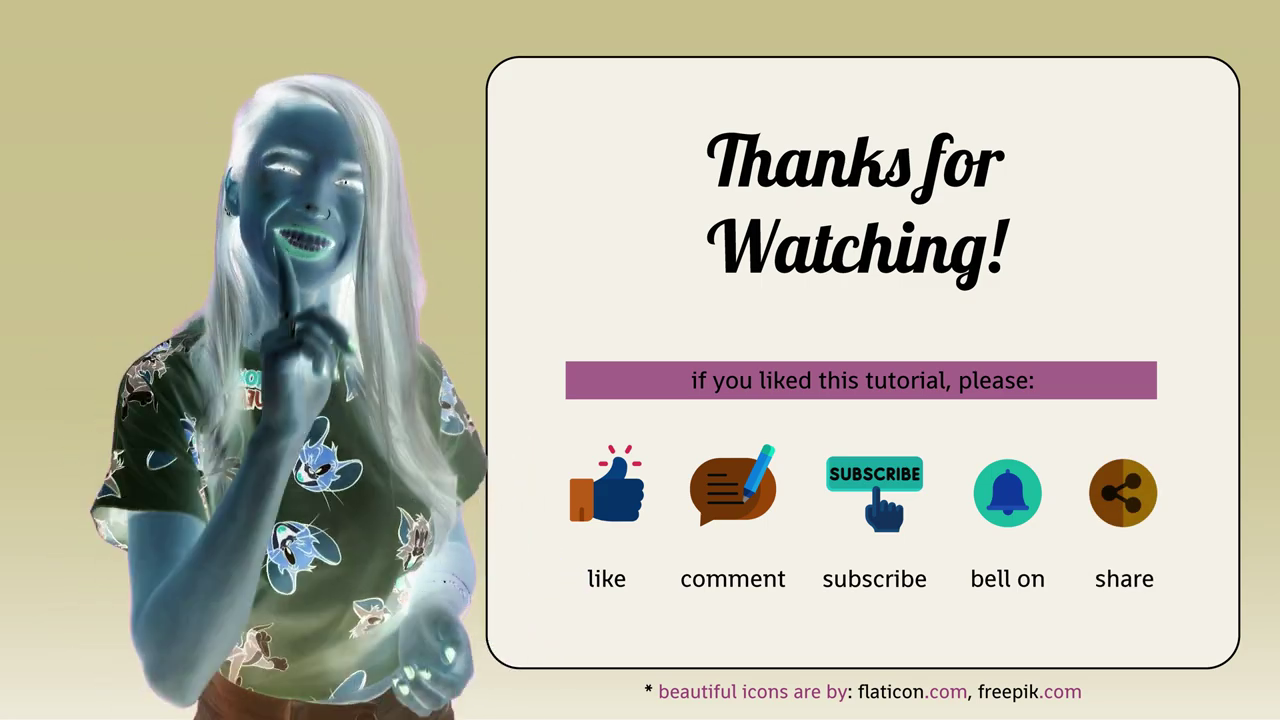 Thanks for
Watching!
if you liked this tutorial, please:
SUBSCRIBE
like comment subscribe bell on share
* beautiful icons are by: flaticon.com, freepik.com